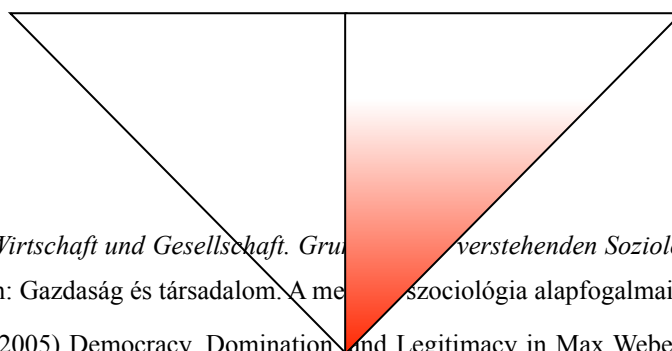 Wirtschaft und Gesellschaft. Gru verstehenden Soziol
n: Gazdaság és társadalom. A me szociológia alapfogalmai
2005) Democracy, Domination and Legitimacy in Max Webe